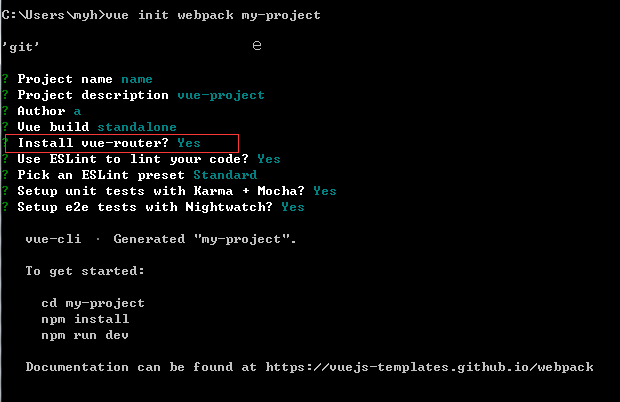 C:\Users\myh>vue init webpack my-project
'git' e
? Project name name
? Project description vue-project
? Author a
? Vue build standalone
? Install vue-router? Yes
? Use ESLint to lint your code? Yes
? Pick an ESLint preset Standard
? Setup unit tests with Karma + Mocha? Yes
? Setup e2e tests with Nightwatch? Yes
vue-cli · Generated "my-project".
To get started:
cd my-project
npm install
npm run dev
Documentation can be found at https://vuejs-templates.github.io/webpack